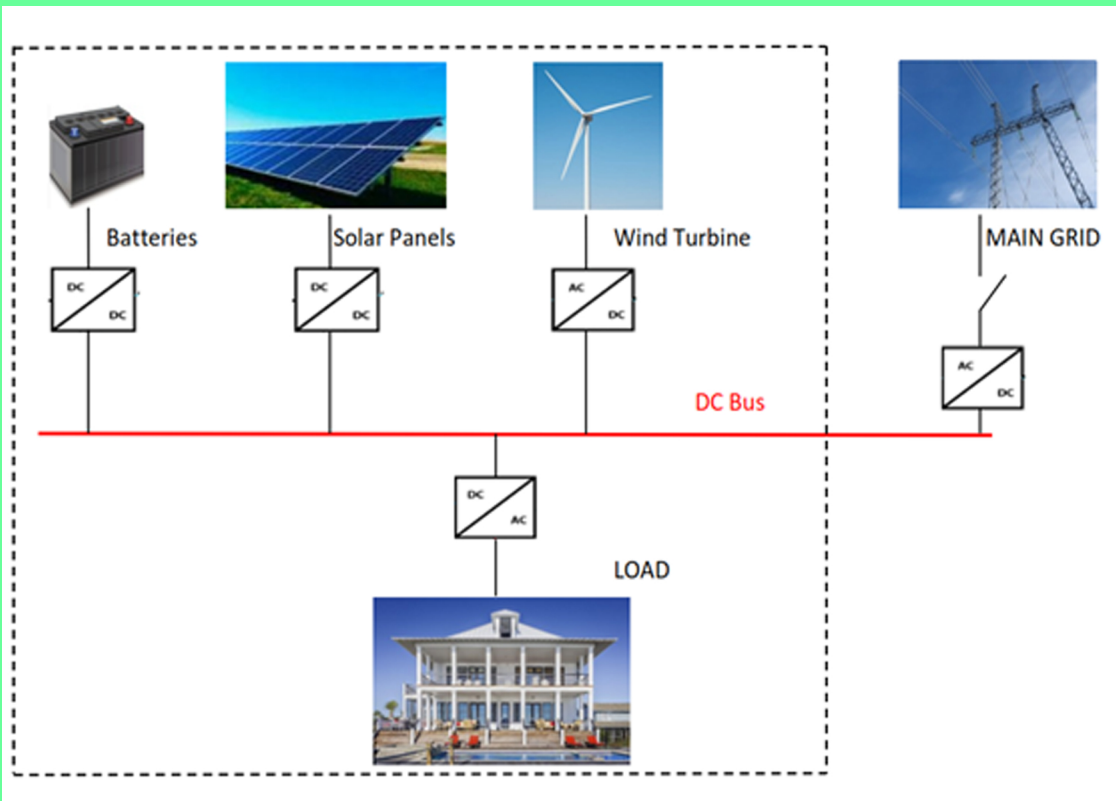 Batteries
Solar Panels
Wind Turbine
MAIN GRID
DC
DC
DC
DC
AC
DC
AC
DC
DC Bus
DC
AC
LOAD